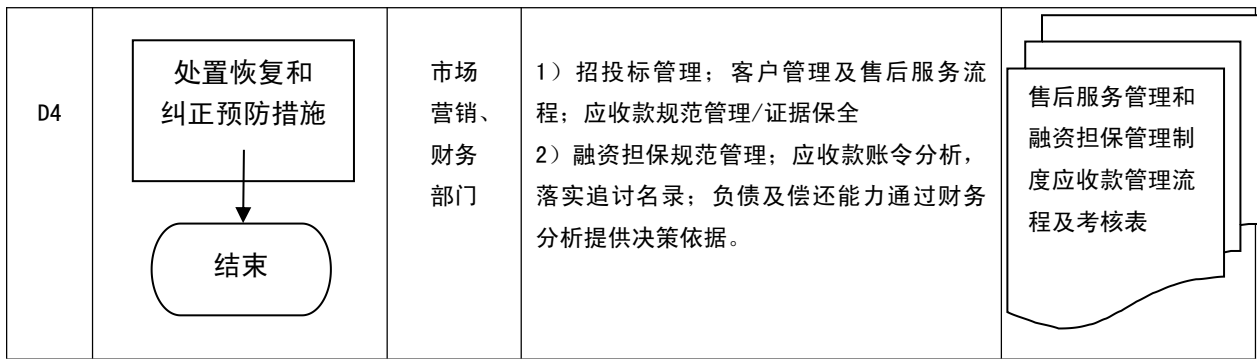 D4
处置恢复和
纠正预防措施
结束
市场
营销、
财务
部门
1）招投标管理；客户管理及售后服务流
程；应收款规范管理/证据保全
2）融资担保规范管理；应收款账令分析，
落实追讨名录；负债及偿还能力通过财务
分析提供决策依据。
售后服务管理和
融资担保管理制
度应收款管理流
程及考核表